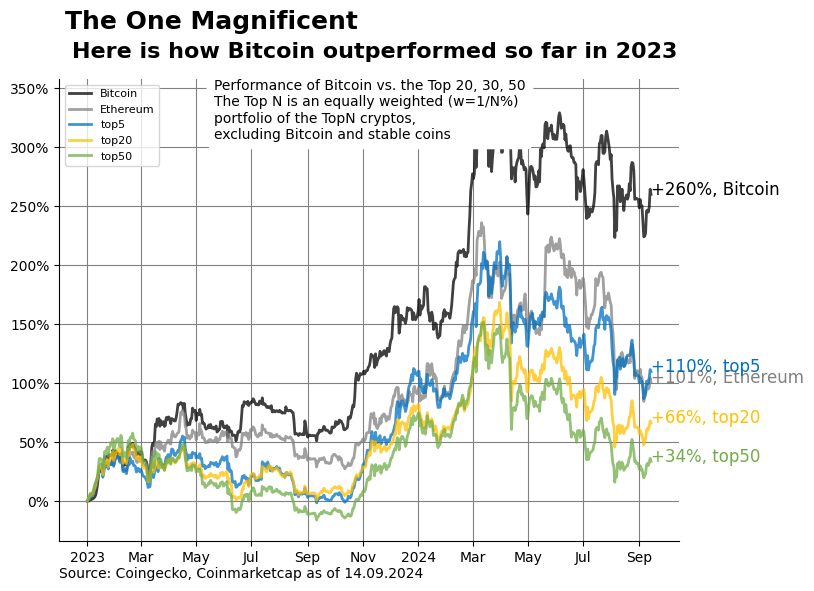 The One Magnificent
Here is how Bitcoin outperformed so far in 2023
350%
300%
250%
200%
150%
100%
50%
0%
Bitcoin
Ethereum
top5
top20
top50
Performance of Bitcoin vs. the Top 20, 30, 50
The Top N is an equally weighted (w=1/N%)
portfolio of the TopN cryptos,
excluding Bitcoin and stable coins
+260%, Bitcoin
+110%, top5
+101%, Ethereum
+66%, top20
+34%, top50
2023 Mar May Jul Sep Nov 2024 Mar May Jul Sep
Source: Coingecko, Coinmarketcap as of 14.09.2024